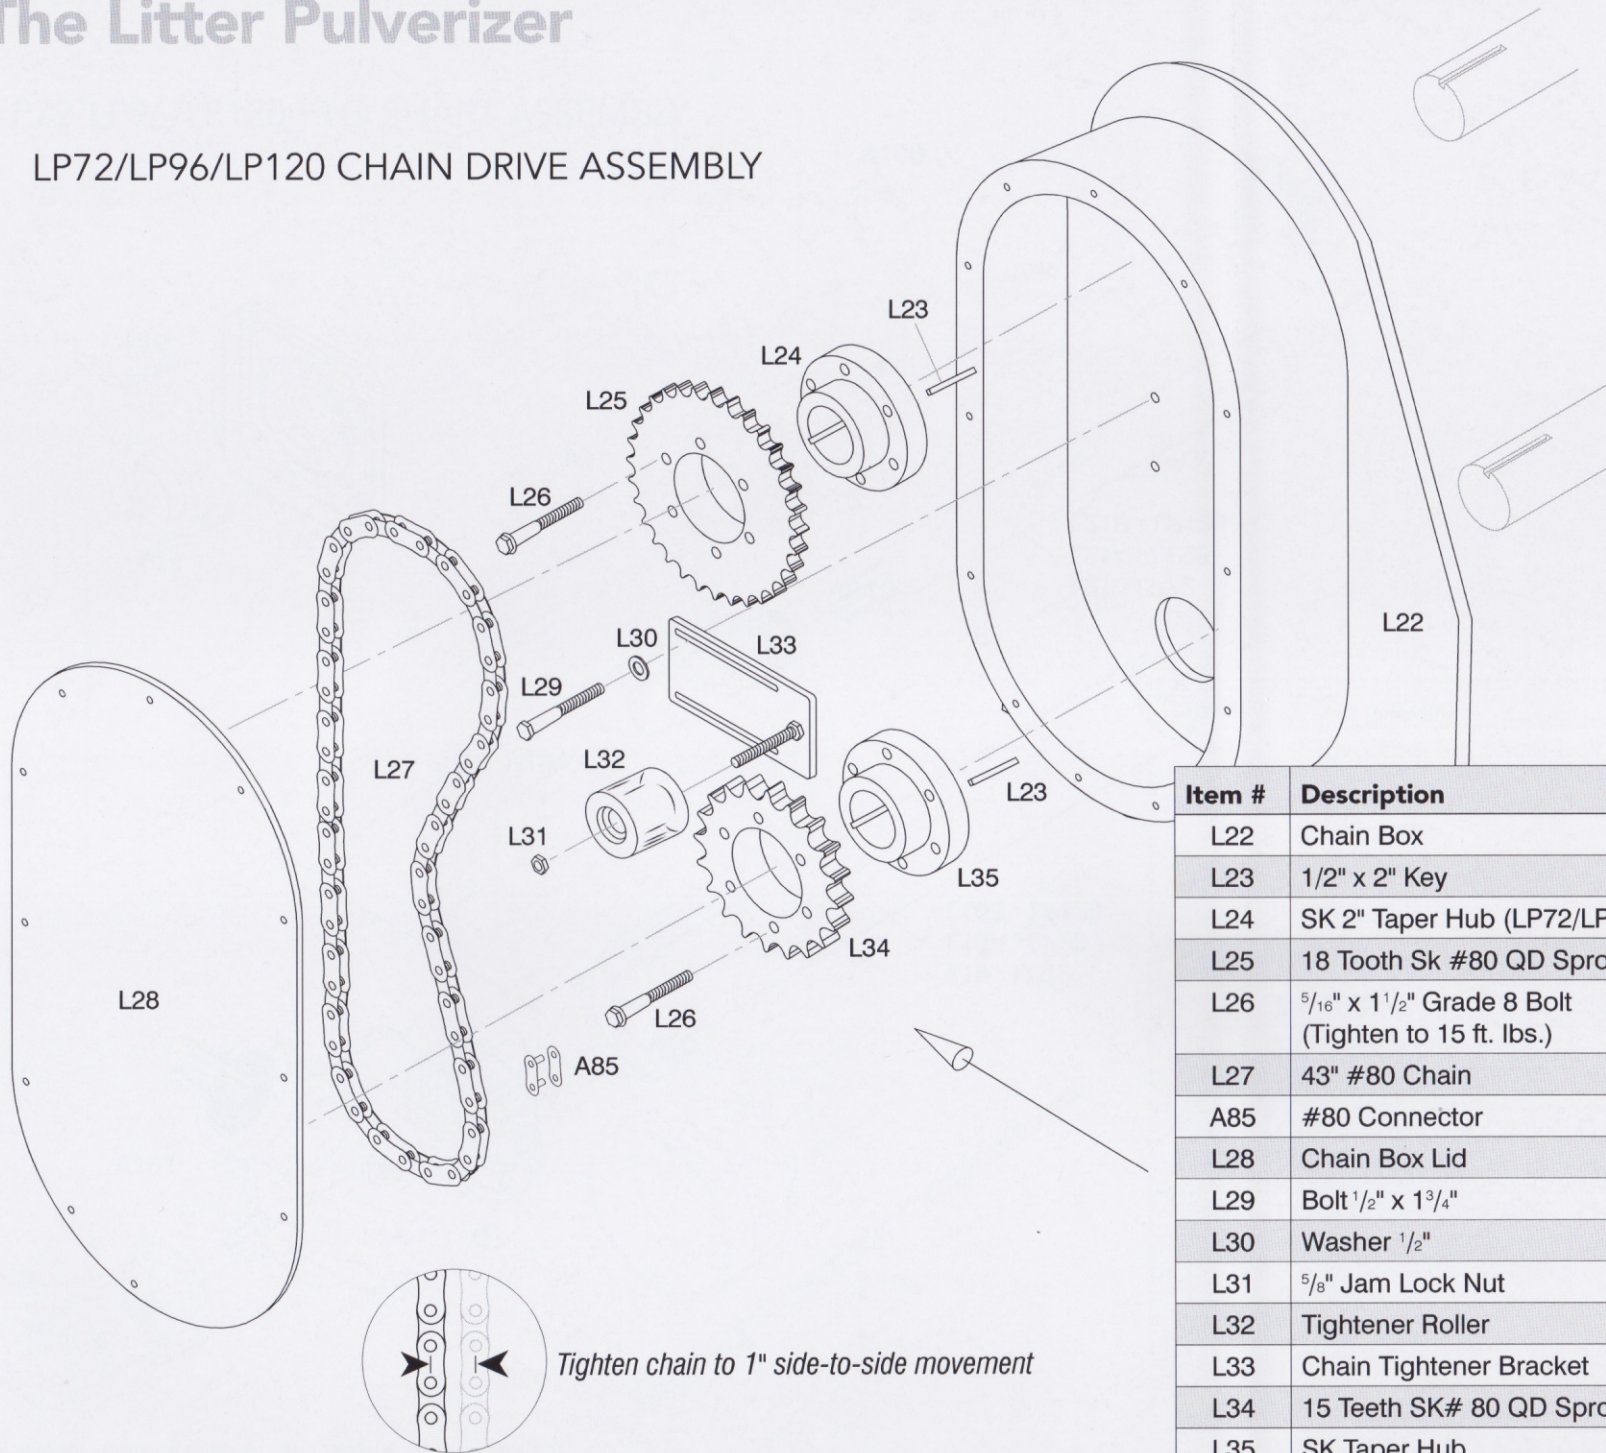 The Litter Pulverizer
LP72/LP96/LP120 CHAIN DRIVE ASSEMBLY
L23
L24
L25
L26
L22
L30
L33
L29
L32
L27
L23
L31
L35
L34
L28
L26
A85
Tighten chain to 1" side-to-side movement
Item # Description
L22 Chain Box
L23 1/2" x 2" Key
L24 SK 2" Taper Hub (LP72/LP
L25 18 Tooth Sk #80 QD Spro
L26 5/16" x 1 1/2" Grade 8 Bolt
(Tighten to 15 ft. lbs.)
L27 43" #80 Chain
A85 #80 Connector
L28 Chain Box Lid
L29 Bolt 1/2" x 1 3/4"
L30 Washer 1/2"
L31 5/8" Jam Lock Nut
L32 Tightener Roller
L33 Chain Tightener Bracket
L34 15 Teeth SK# 80 QD Spro
L35 SK Taper Hub